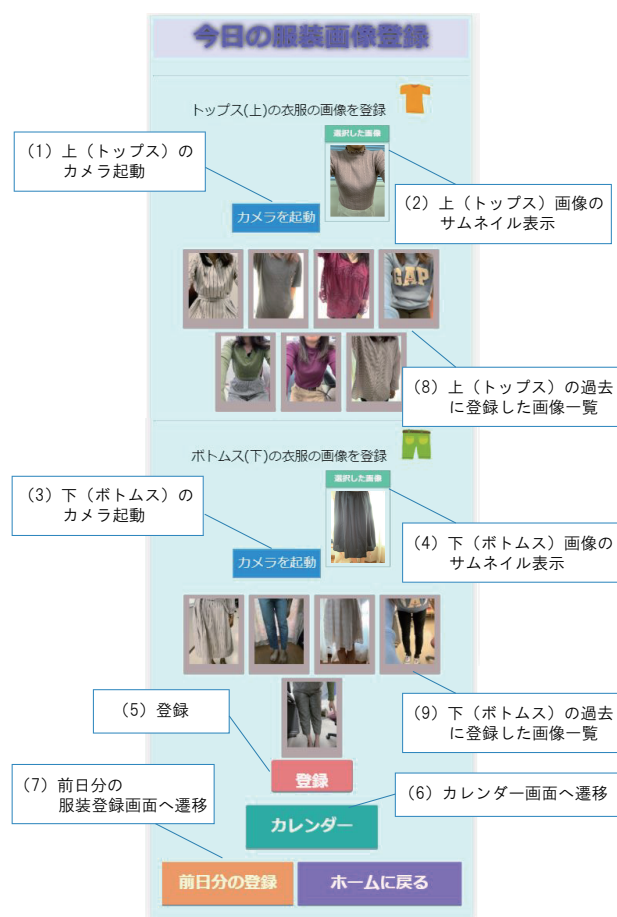 今日の服装画像登録
トップス(上)の衣服の画像を登録
選択した画像
(1) 上（トップス）の
カメラ起動
(2) 上（トップス）画像の
サムネイル表示
カメラを起動
GAP
(8) 上（トップス）の過去
に登録した画像一覧
ボトムス(下)の衣服の画像を登録
選択した画像
(3) 下（ボトムス）の
カメラ起動
(4) 下（ボトムス）画像の
サムネイル表示
カメラを起動
(5) 登録
(9) 下（ボトムス）の過去
に登録した画像一覧
登録
(7) 前日分の
服装登録画面へ遷移
(6) カレンダー画面へ遷移
カレンダー
前日分の登録
ホームに戻る